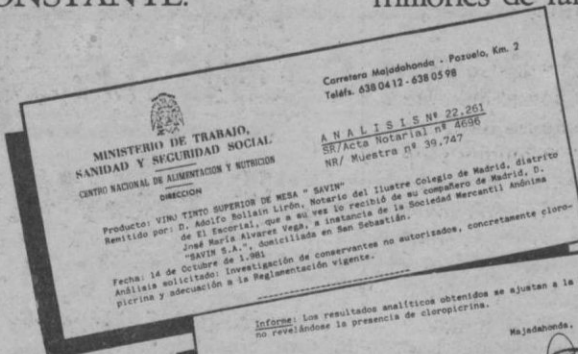 ONSTANTE.
millones de fa
MINISTERIO DE TRABAJO,
SANIDAD Y SEGURIDAD SOCIAL
CENTRO NACIONAL DE ALIMENTACION Y NUTRICION
DIRECCIÓN
Carretera Majadahonda - Pozuelo, Km. 2
Teléfs. 638 04 12 - 638 05 98
A N A L I S I S Nº 22,261
SR/Acta Notarial nº 4696
NR/ Muestra nº 39.747
Producto: VINO TINTO SUPERIOR DE MESA "SAVIN"
Remitido por: D. Adolfo Bollain Lirón, Notario del Ilustre Colegio de Madrid, distrito
de El Escorial, que a su vez lo recibió de su compañero de Madrid, D.
José María Alvarez Vega, a instancia de la Sociedad Mercantil Anónima
"SAVIN S.A.", domiciliada en San Sebastián.
Fecha: 14 de Octubre de 1.981
Análisis solicitado: Investigación de conservantes no autorizados, concretamente cloro-
picrina y adecuación a la Reglamentación vigente.
Informe: Los resultados analíticos obtenidos se ajustan a la
no revelándose la presencia de cloropicrina.
Majadahonda,